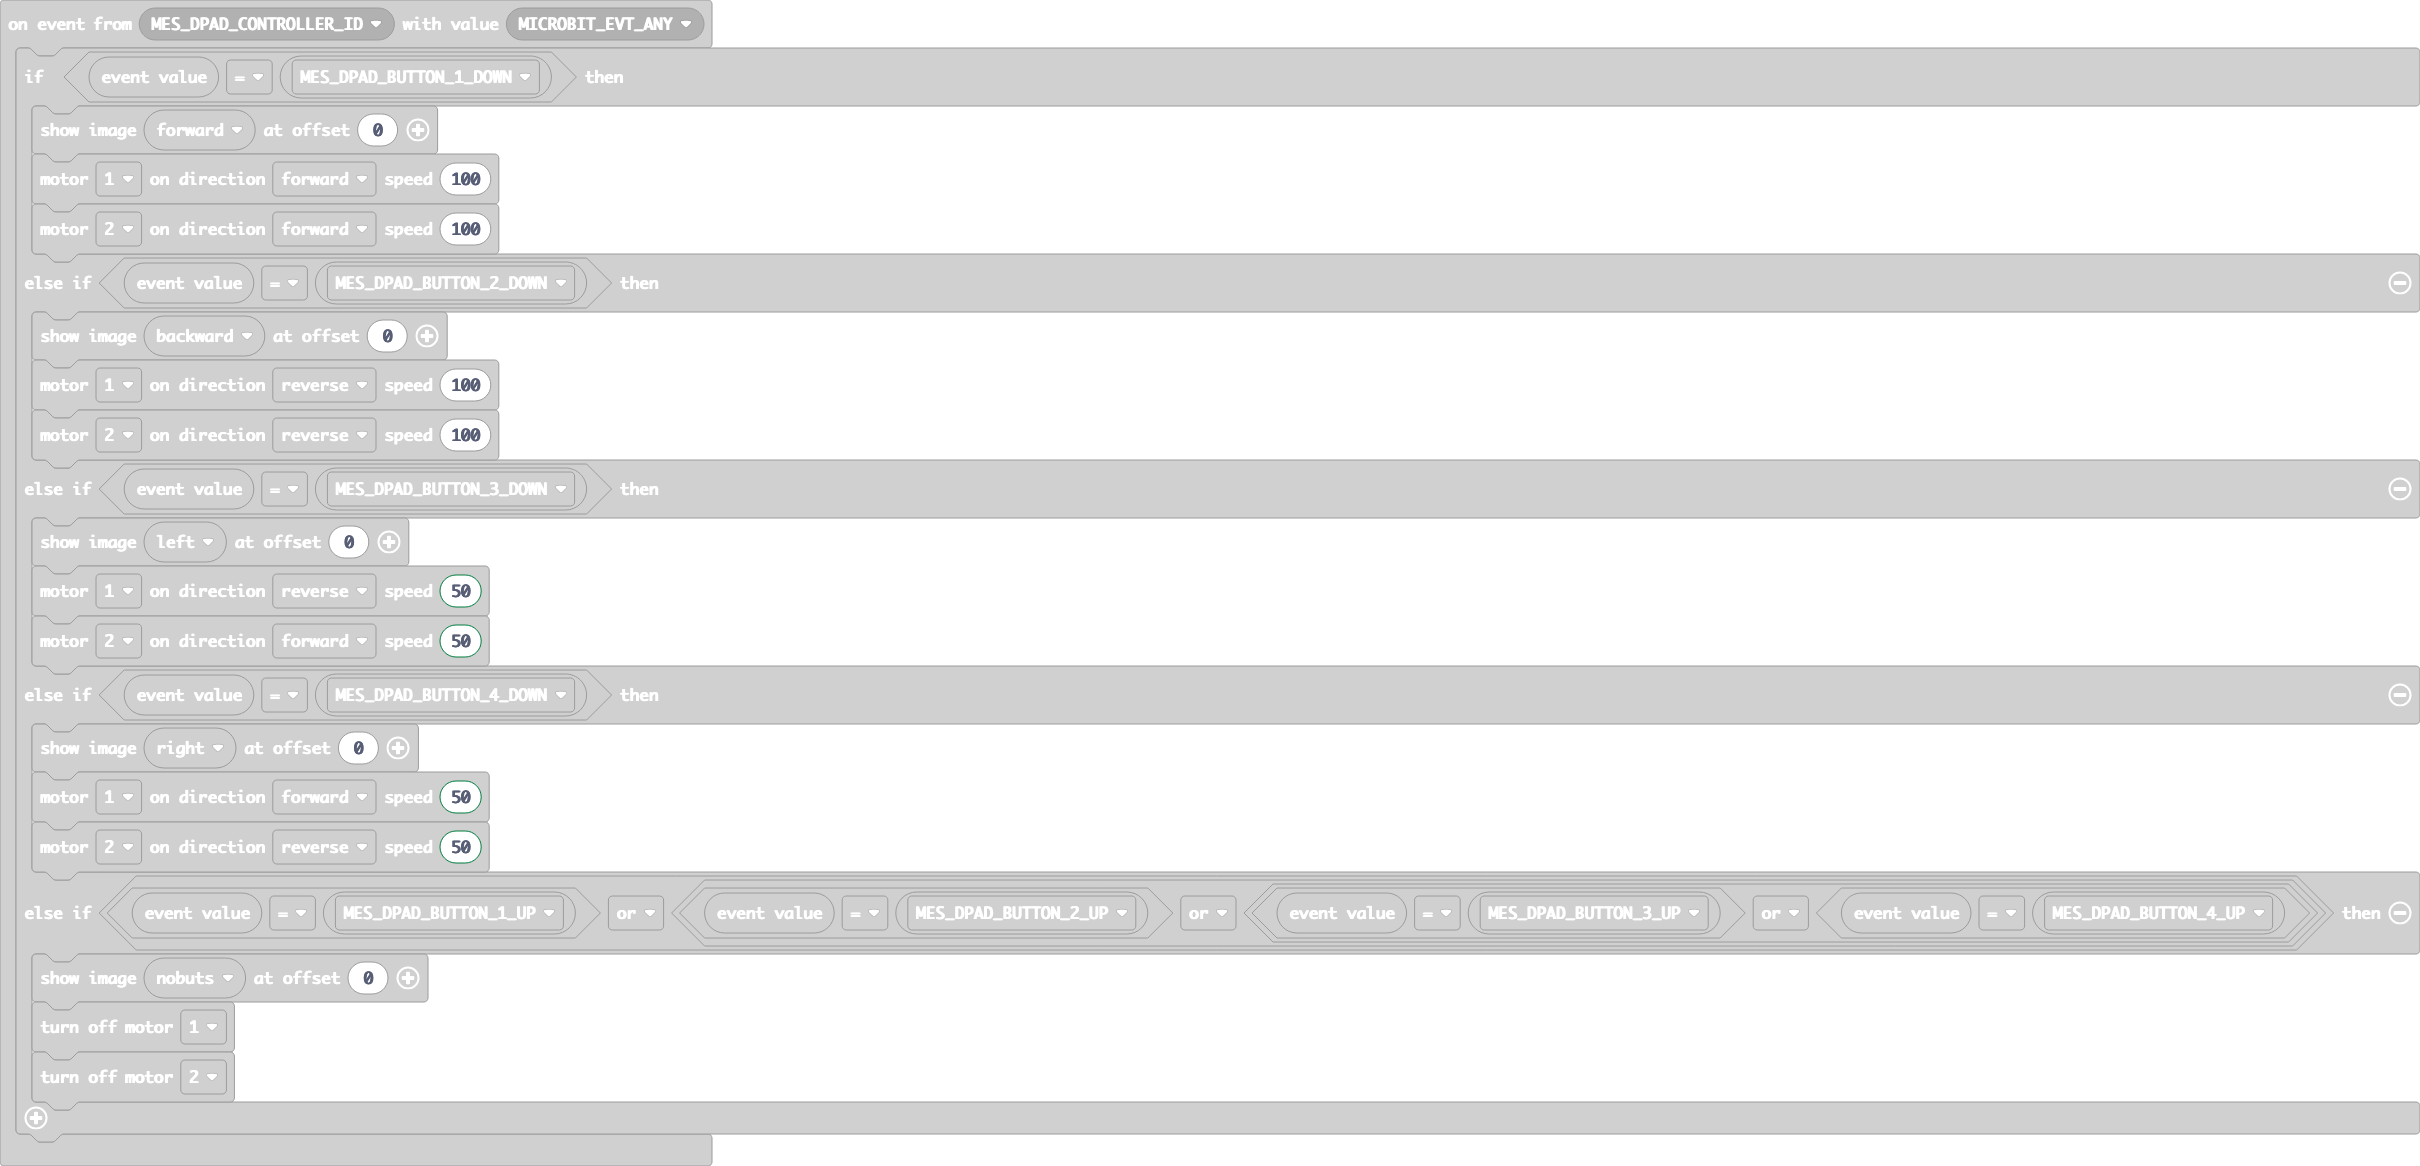 on event from MES_DPAD_CONTROLLER_ID with value MICROBIT_EVT_ANY
if event value = MES_DPAD_BUTTON_1_DOWN then
show image forward at offset 0
motor 1 on direction forward speed 100
motor 2 on direction forward speed 100
else if event value = MES_DPAD_BUTTON_2_DOWN then
show image backward at offset 0
motor 1 on direction reverse speed 100
motor 2 on direction reverse speed 100
else if event value = MES_DPAD_BUTTON_3_DOWN then
show image left at offset 0
motor 1 on direction reverse speed 50
motor 2 on direction forward speed 50
else if event value = MES_DPAD_BUTTON_4_DOWN then
show image right at offset 0
motor 1 on direction forward speed 50
motor 2 on direction reverse speed 50
else if event value = MES_DPAD_BUTTON_1_UP or event value = MES_DPAD_BUTTON_2_UP or event value = MES_DPAD_BUTTON_3_UP or event value = MES_DPAD_BUTTON_4_UP then
show image nobuts at offset 0
turn off motor 1
turn off motor 2